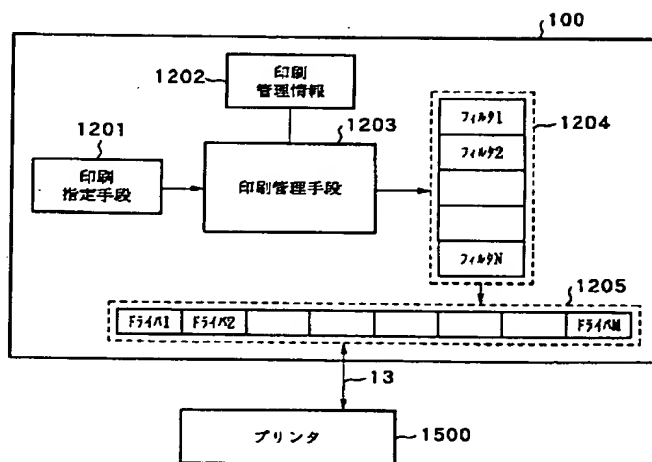 100
1202
印刷
管理情報
1203
1204
フィルタ1
フィルタ2
フィルタN
1201
印刷
指定手段
印刷管理手段
1205
ドライバ1
ドライバ2
ドライバM
13
プリンタ
1500